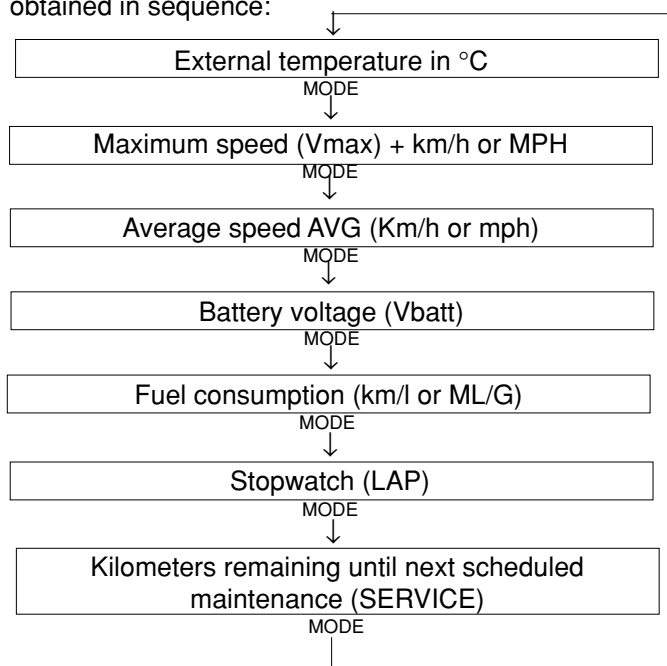 obtained in sequence:
External temperature in °C
MODE
Maximum speed (Vmax) + km/h or MPH
MODE
Average speed AVG (Km/h or mph)
MODE
Battery voltage (Vbatt)
MODE
Fuel consumption (km/l or ML/G)
MODE
Stopwatch (LAP)
MODE
Kilometers remaining until next scheduled
maintenance (SERVICE)
MODE